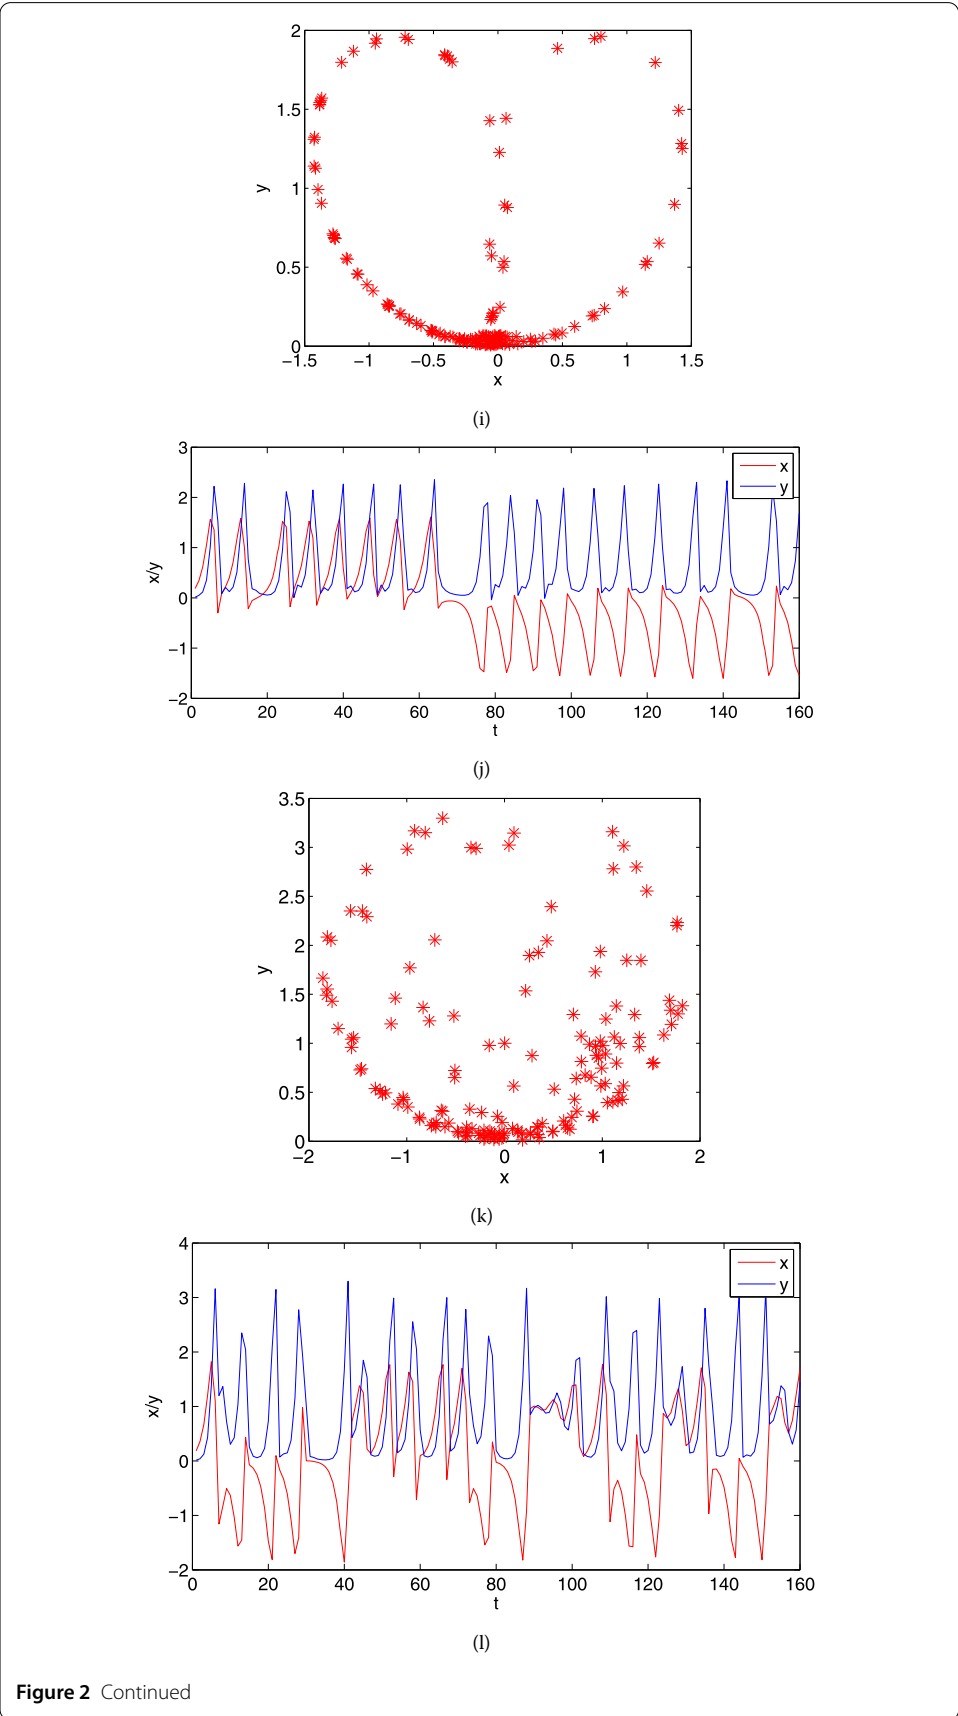 2
1.5
1
0.5
0
y
−1.5 −1 −0.5 0 0.5 1 1.5
x
(i)
3
2
1
0
−1
−2
x/y
x
y
0 20 40 60 80 100 120 140 160
t
(j)
3.5
3
2.5
2
1.5
1
0.5
0
y
−2 −1 0 1 2
x
(k)
4
3
2
1
0
−1
−2
x/y
x
y
0 20 40 60 80 100 120 140 160
t
(l)
Figure 2 Continued